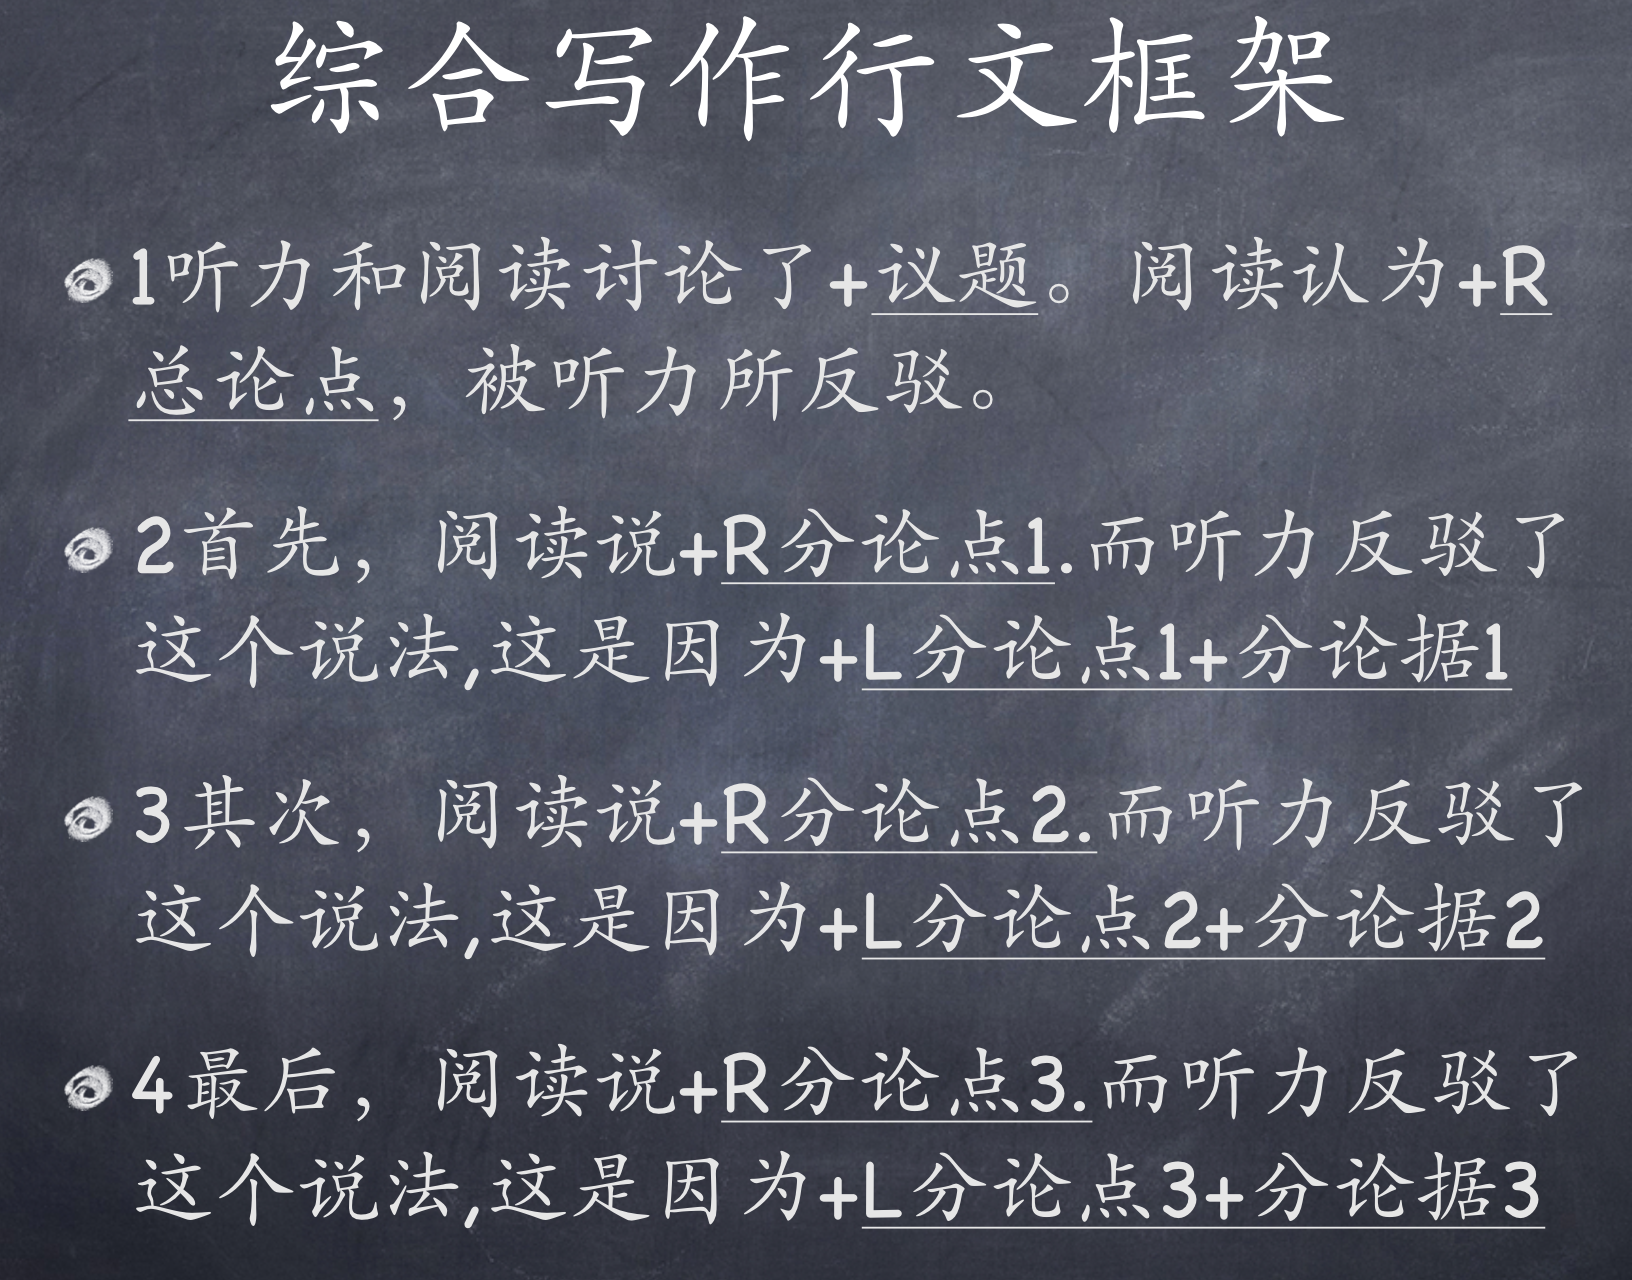 综合写作行文框架
1听力和阅读讨论了+议题。阅读认为+R
总论点，被听力所反驳。
2首先，阅读说+R分论点1.而听力反驳了
这个说法,这是因为+L分论点1+分论据1
3其次，阅读说+R分论点2.而听力反驳了
这个说法,这是因为+L分论点2+分论据2
4最后，阅读说+R分论点3.而听力反驳了
这个说法,这是因为+L分论点3+分论据3